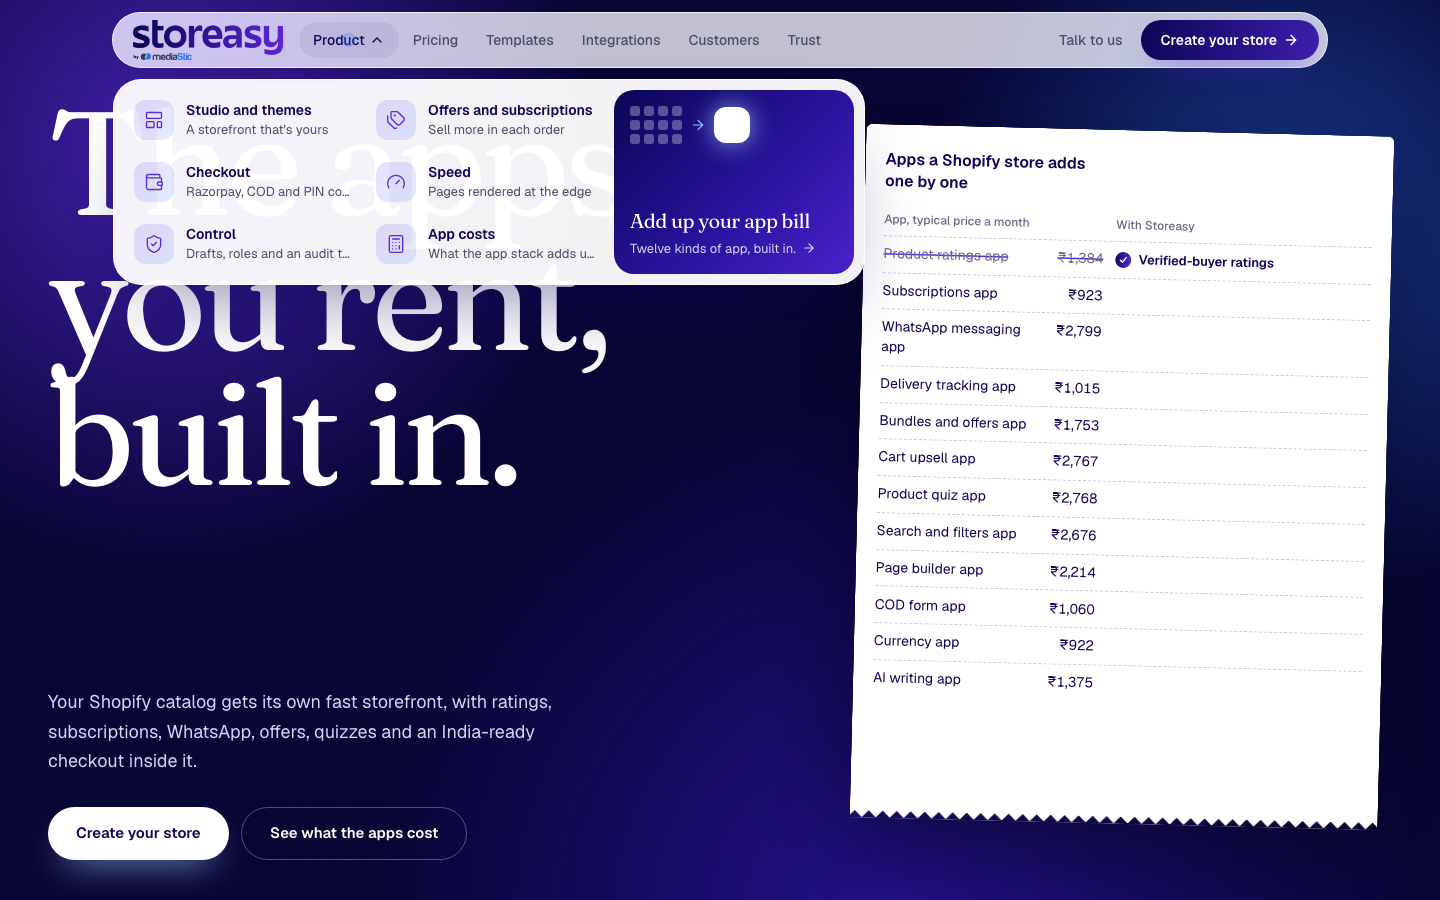 storeasy
by mediaStic
Product
Pricing
Templates
Integrations
Customers
Trust
Talk to us
Create your store
Studio and themes
A storefront that's yours
Offers and subscriptions
Sell more in each order
Checkout
Razorpay, COD and PIN co...
Speed
Pages rendered at the edge
Control
Drafts, roles and an audit t...
App costs
What the app stack adds u...
Add up your app bill
Twelve kinds of app, built in.
The apps
you rent,
built in.
Your Shopify catalog gets its own fast storefront, with ratings,
subscriptions, WhatsApp, offers, quizzes and an India-ready
checkout inside it.
Create your store
See what the apps cost
Apps a Shopify store adds
one by one
App, typical price a month
With Storeasy
Product ratings app ₹1,384 Verified-buyer ratings
Subscriptions app ₹923
WhatsApp messaging
app ₹2,799
Delivery tracking app ₹1,015
Bundles and offers app ₹1,753
Cart upsell app ₹2,767
Product quiz app ₹2,768
Search and filters app ₹2,676
Page builder app ₹2,214
COD form app ₹1,060
Currency app ₹922
AI writing app ₹1,375